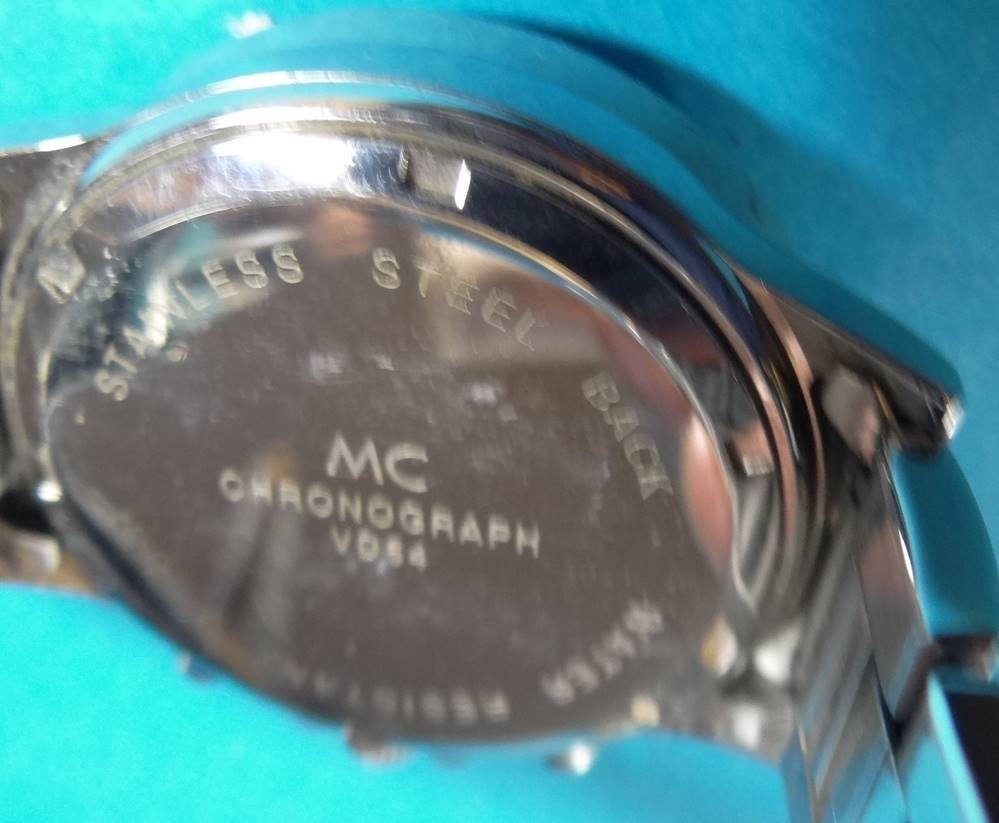 STAINLESS STEEL BACK
MC
CHRONOGRAPH
VD54
WATER RESISTANT